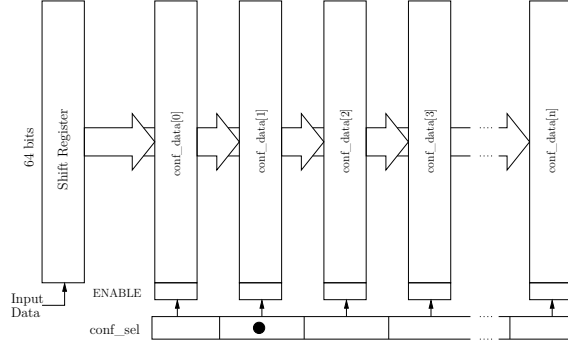 64 bits
Shift Register
conf_data[0]
conf_data[1]
conf_data[2]
conf_data[3]
....
....
conf_data[n]
Input
Data
ENABLE
conf_sel
....
....